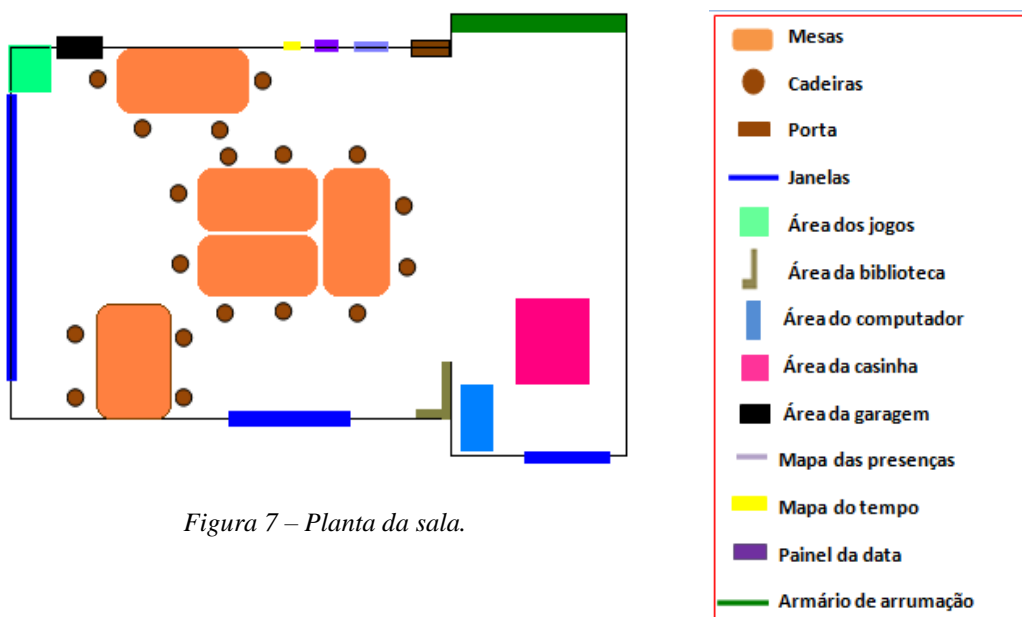 Mesas
Cadeiras
Porta
Janelas
Área dos jogos
Área da biblioteca
Área do computador
Área da casinha
Área da garagem
Mapa das presenças
Mapa do tempo
Painel da data
Armário de arrumação
Figura 7 – Planta da sala.